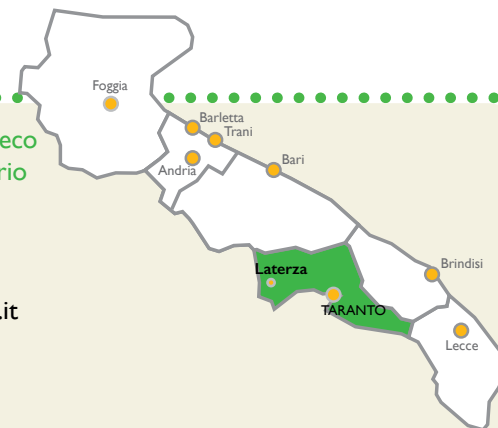 Foggia
Barletta
Trani
eco
rio
Andria
Bari
Laterza
Brindisi
.it
TARANTO
Lecce